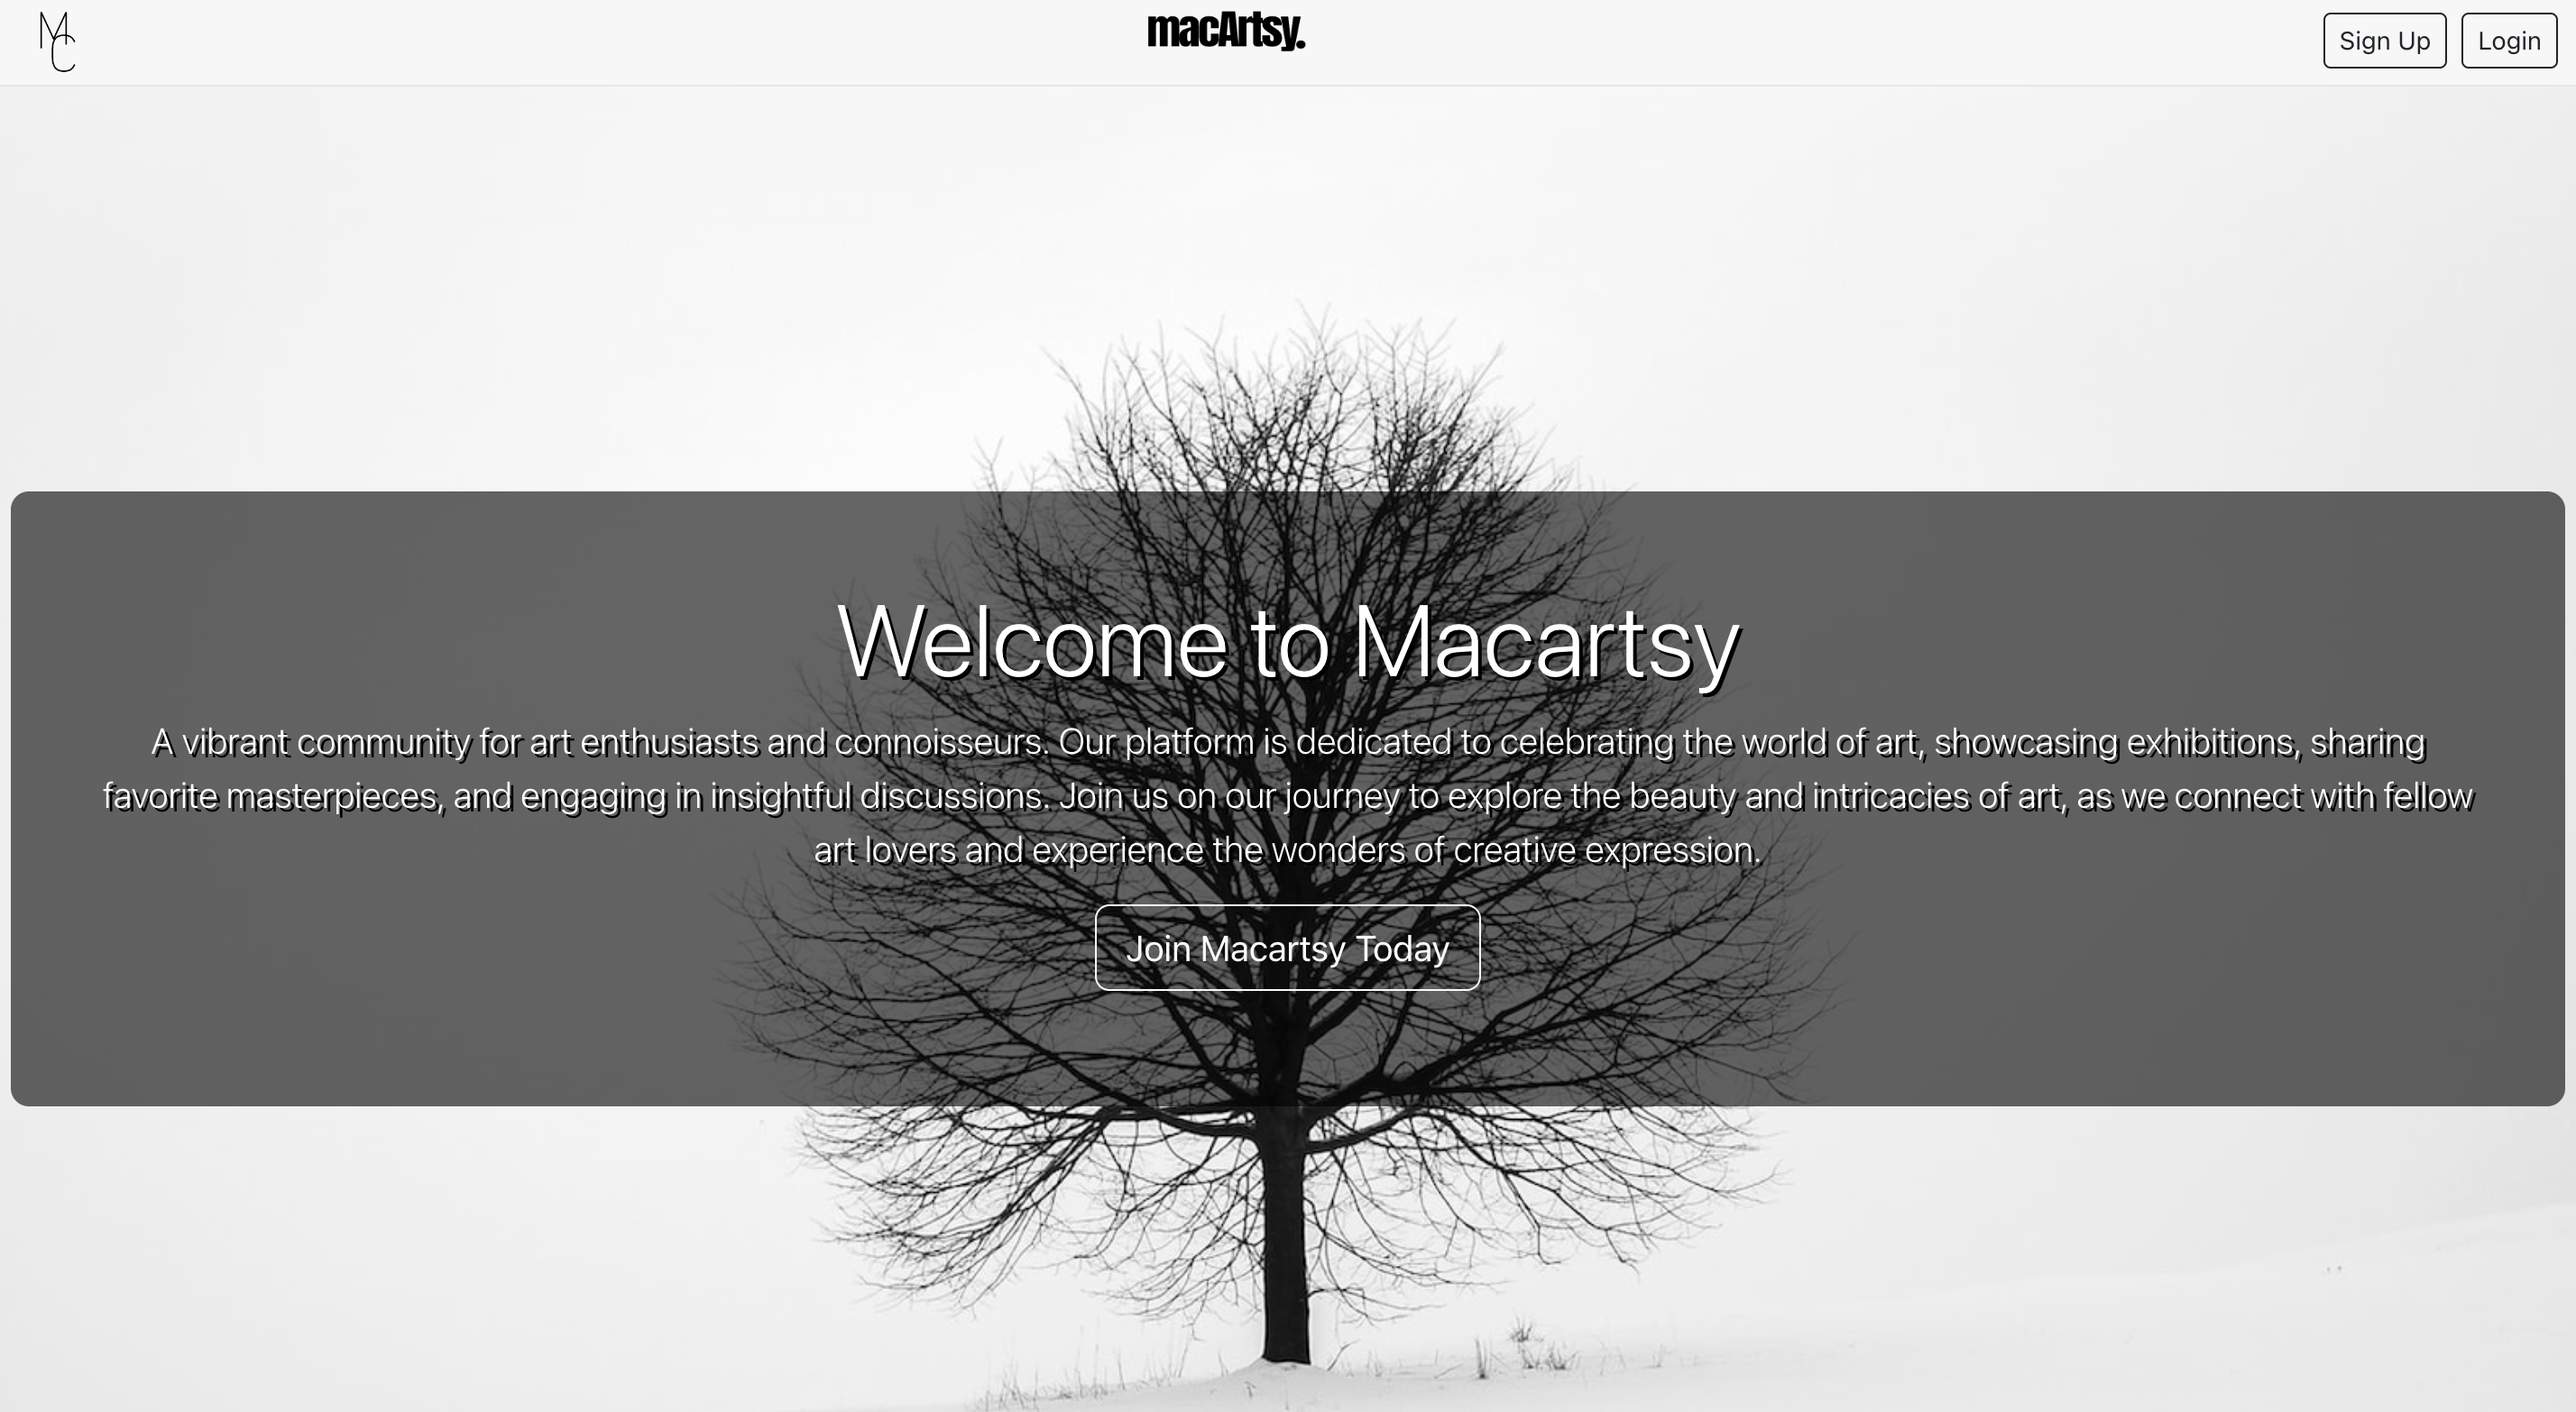 MC
macArtsy.
Sign Up
Login
Welcome to Macartsy
A vibrant community for art enthusiasts and connoisseurs. Our platform is dedicated to celebrating the world of art, showcasing exhibitions, sharing
favorite masterpieces, and engaging in insightful discussions. Join us on our journey to explore the beauty and intricacies of art, as we connect with fellow
art lovers and experience the wonders of creative expression.
Join Macartsy Today